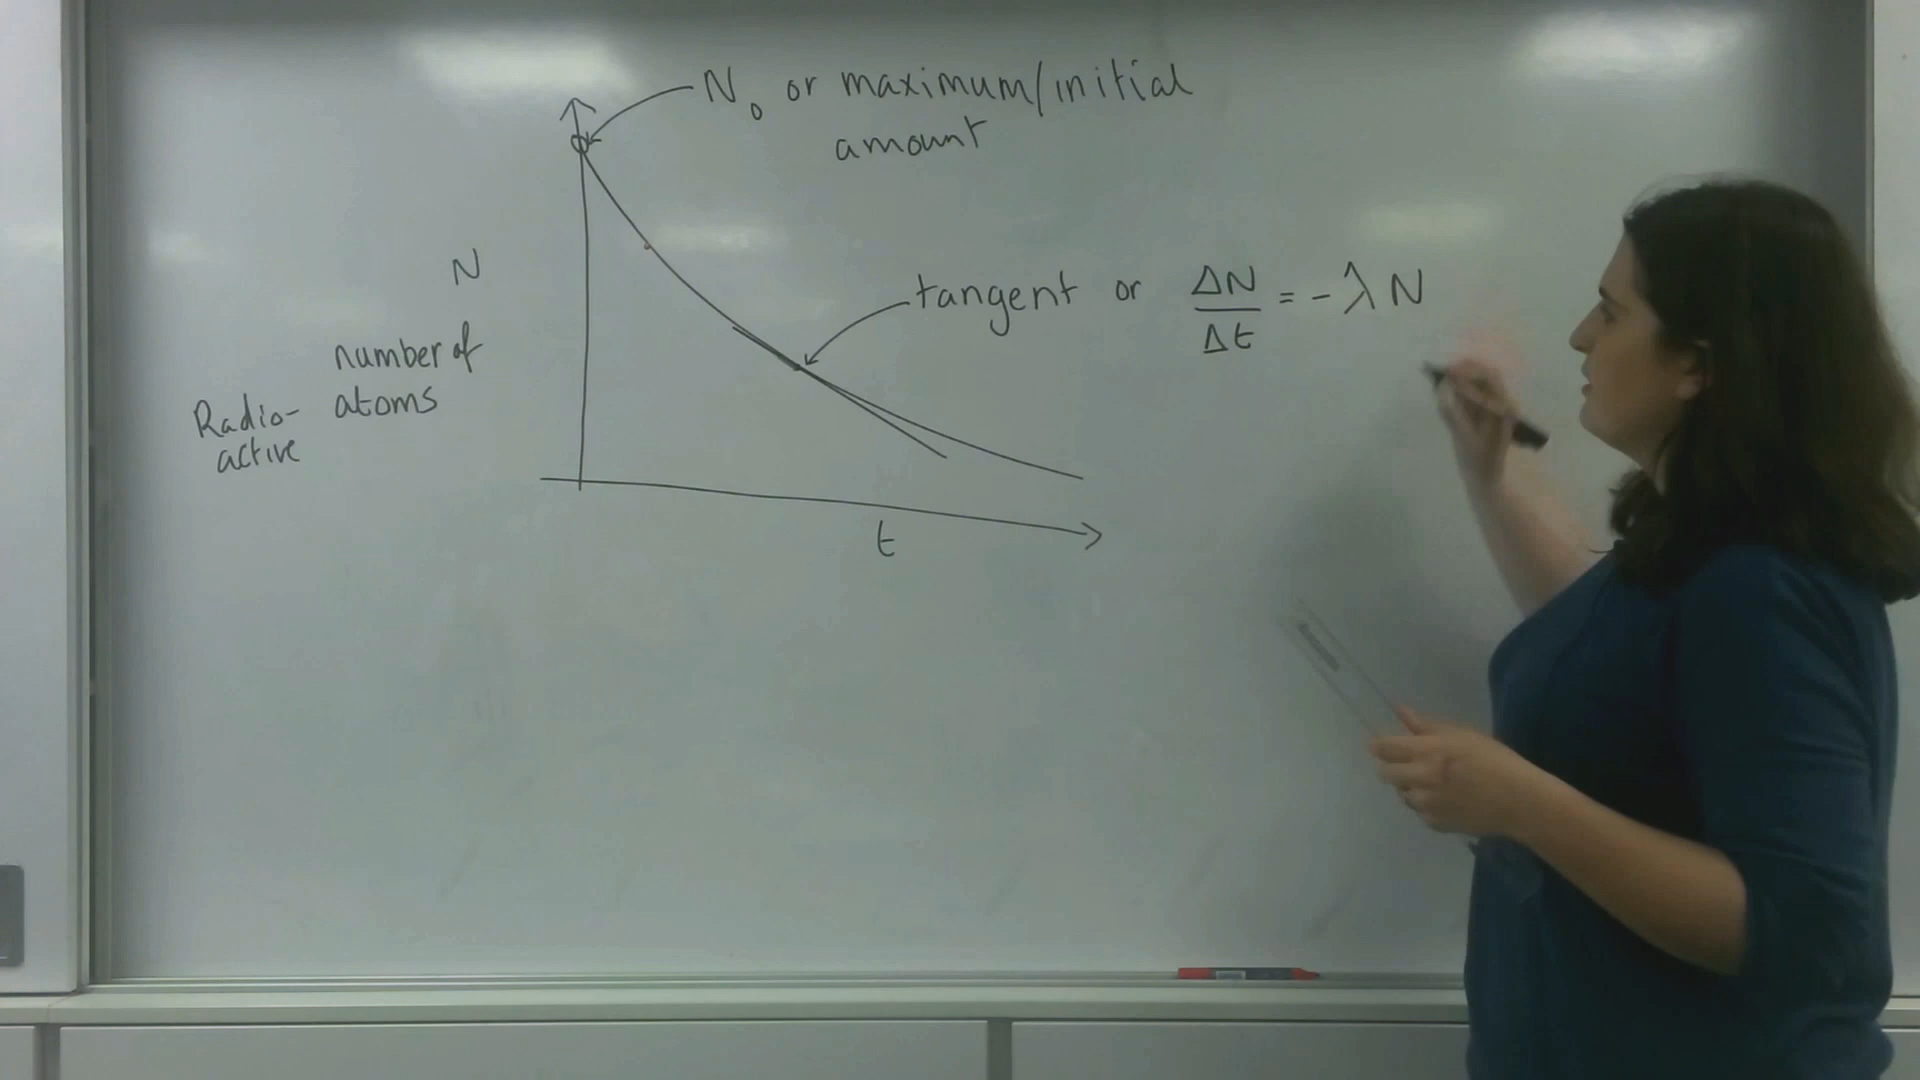 N₀ or maximum/initial
amount
N
tangent or ΔN/Δt = -λN
number of
atoms
Radio-
active
t